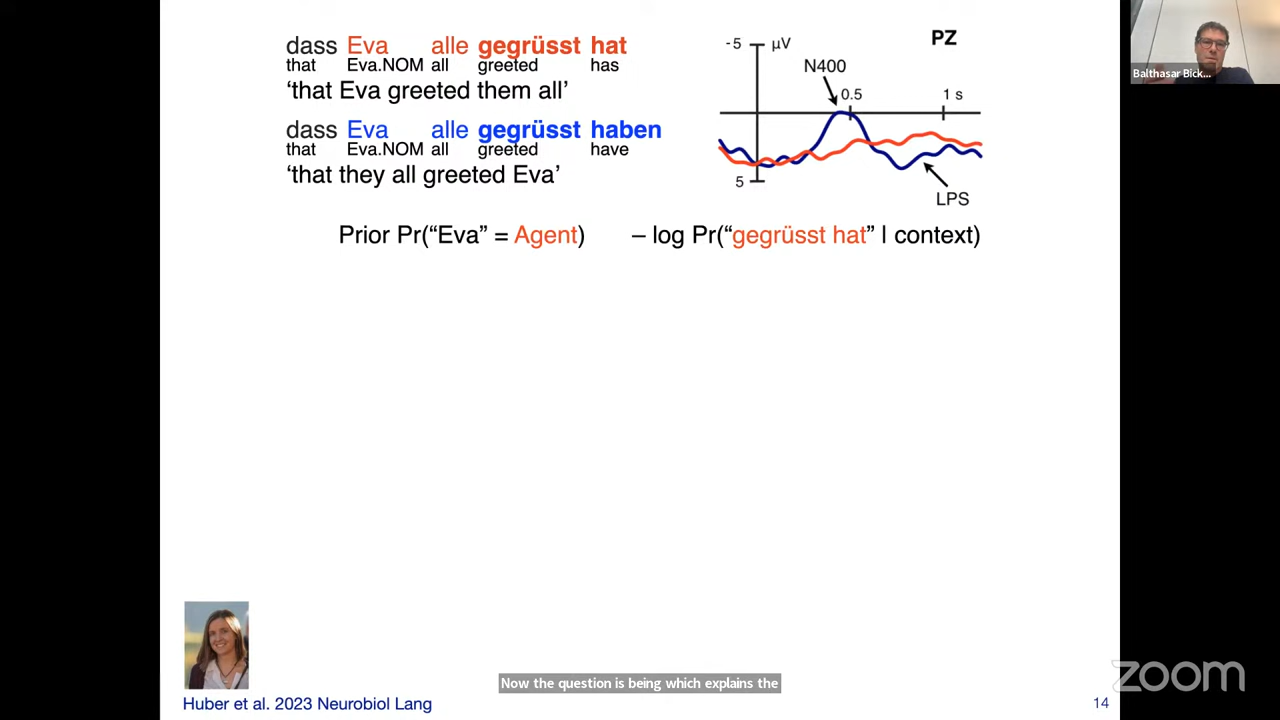 dass Eva alle gegrüsst hat
that Eva.NOM all greeted has
‘that Eva greeted them all’
dass Eva alle gegrüsst haben
that Eva.NOM all greeted have
‘that they all greeted Eva’
-5 µV PZ
N400
0.5 1 s
5
LPS
Prior Pr(“Eva” = Agent) – log Pr(“gegrüsst hat” | context)
Balthasar Bick...
Now the question is being which explains the
zoom
Huber et al. 2023 Neurobiol Lang
14